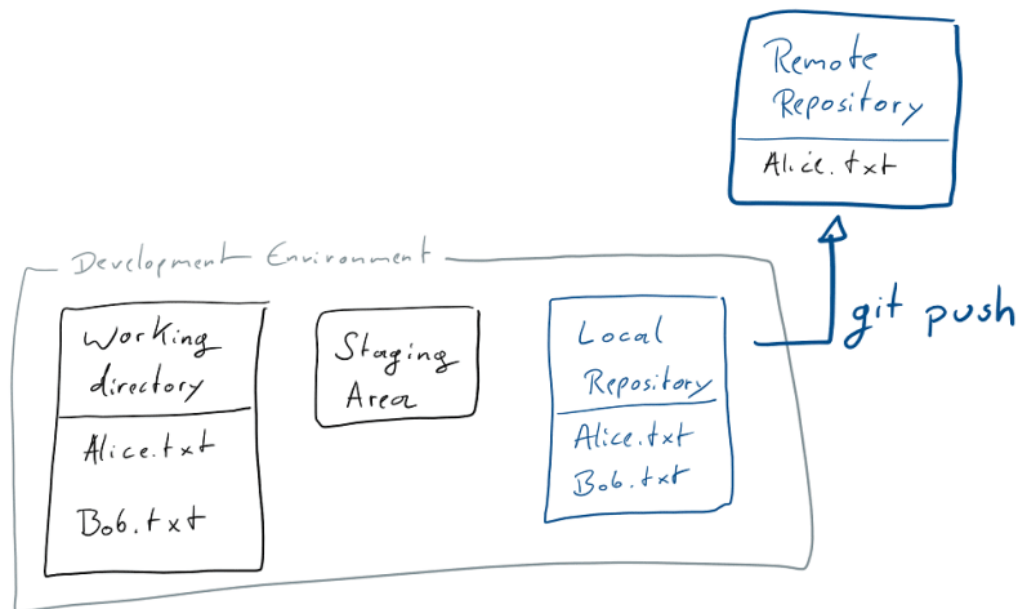 Remote
Repository
Alice.txt
Development Environment
git push
Working
directory
Alice.txt
Bob.txt
Staging
Area
Local
Repository
Alice.txt
Bob.txt